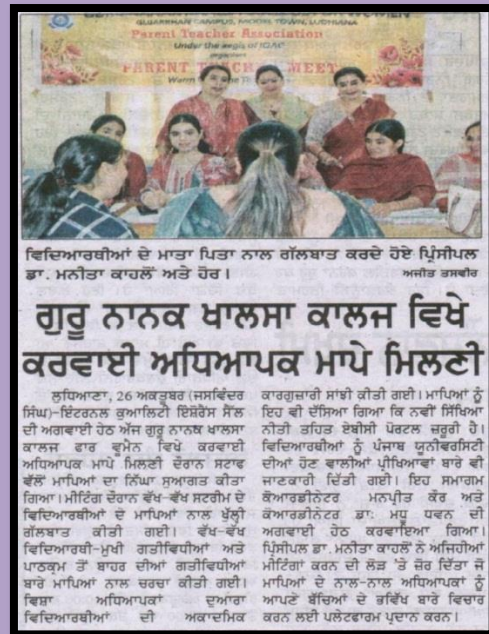 GUJARKHAN CAMPUS, MODEL TOWN, LUDHIANA
Parent Teacher Association
Under the aegis of IQAC
organises
PARENT TEACHER MEET
ਵਿਦਿਆਰਥੀਆਂ ਦੇ ਮਾਤਾ ਪਿਤਾ ਨਾਲ ਗੱਲਬਾਤ ਕਰਦੇ ਹੋਏ ਪ੍ਰਿੰਸੀਪਲ
ਡਾ. ਮਨੀਤਾ ਕਾਹਲੋਂ ਅਤੇ ਹੋਰ।
ਅਜੀਤ ਤਸਵੀਰ
ਗੁਰੂ ਨਾਨਕ ਖਾਲਸਾ ਕਾਲਜ ਵਿਖੇ
ਕਰਵਾਈ ਅਧਿਆਪਕ ਮਾਪੇ ਮਿਲਣੀ
ਲੁਧਿਆਣਾ, 26 ਅਕਤੂਬਰ (ਜਸਵਿੰਦਰ
ਸਿੰਘ)-ਇੰਟਰਨਲ ਕੁਆਲਿਟੀ ਇੰਸ਼ੋਰੈਂਸ ਸੈੱਲ
ਦੀ ਅਗਵਾਈ ਹੇਠ ਅੱਜ ਗੁਰੂ ਨਾਨਕ ਖਾਲਸਾ
ਕਾਲਜ ਫਾਰ ਵੂਮੈਨ ਵਿਖੇ ਕਰਵਾਈ
ਅਧਿਆਪਕ ਮਾਪੇ ਮਿਲਣੀ ਦੌਰਾਨ ਸਟਾਫ
ਵੱਲੋਂ ਮਾਪਿਆਂ ਦਾ ਨਿੱਘਾ ਸੁਆਗਤ ਕੀਤਾ
ਗਿਆ। ਮੀਟਿੰਗ ਦੌਰਾਨ ਵੱਖ-ਵੱਖ ਸਟਰੀਮ ਦੇ
ਵਿਦਿਆਰਥੀਆਂ ਦੇ ਮਾਪਿਆਂ ਨਾਲ ਖੁੱਲ੍ਹੀ
ਗੱਲਬਾਤ ਕੀਤੀ ਗਈ। ਵੱਖ-ਵੱਖ
ਵਿਦਿਆਰਥੀ-ਮੁਖੀ ਗਤੀਵਿਧੀਆਂ ਅਤੇ
ਪਾਠਕ੍ਰਮ ਤੋਂ ਬਾਹਰ ਦੀਆਂ ਗਤੀਵਿਧੀਆਂ
ਬਾਰੇ ਮਾਪਿਆਂ ਨਾਲ ਚਰਚਾ ਕੀਤੀ ਗਈ।
ਵਿਸ਼ਾ ਅਧਿਆਪਕਾਂ ਦੁਆਰਾ
ਵਿਦਿਆਰਥੀਆਂ ਦੀ ਅਕਾਦਮਿਕ
ਕਾਰਗੁਜ਼ਾਰੀ ਸਾਂਝੀ ਕੀਤੀ ਗਈ। ਮਾਪਿਆਂ ਨੂੰ
ਇਹ ਵੀ ਦੱਸਿਆ ਗਿਆ ਕਿ ਨਵੀਂ ਸਿੱਖਿਆ
ਨੀਤੀ ਤਹਿਤ ਏਬੀਸੀ ਪੋਰਟਲ ਜ਼ਰੂਰੀ ਹੈ।
ਵਿਦਿਆਰਥੀਆਂ ਨੂੰ ਪੰਜਾਬ ਯੂਨੀਵਰਸਿਟੀ
ਦੀਆਂ ਹੋਣ ਵਾਲੀਆਂ ਪ੍ਰੀਖਿਆਵਾਂ ਬਾਰੇ ਵੀ
ਜਾਣਕਾਰੀ ਦਿੱਤੀ ਗਈ। ਇਹ ਸਮਾਗਮ
ਕੋਆਰਡੀਨੇਟਰ ਮਨਪ੍ਰੀਤ ਕੌਰ ਅਤੇ
ਕੋਆਰਡੀਨੇਟਰ ਡਾ: ਮਧੂ ਧਵਨ ਦੀ
ਅਗਵਾਈ ਹੇਠ ਕਰਵਾਇਆ ਗਿਆ।
ਪ੍ਰਿੰਸੀਪਲ ਡਾ. ਮਨੀਤਾ ਕਾਹਲੋਂ ਨੇ ਅਜਿਹੀਆਂ
ਮੀਟਿੰਗਾਂ ਕਰਨ ਦੀ ਲੋੜ 'ਤੇ ਜ਼ੋਰ ਦਿੱਤਾ ਜੋ
ਮਾਪਿਆਂ ਦੇ ਨਾਲ-ਨਾਲ ਅਧਿਆਪਕਾਂ ਨੂੰ
ਆਪਣੇ ਬੱਚਿਆਂ ਦੇ ਭਵਿੱਖ ਬਾਰੇ ਵਿਚਾਰ
ਕਰਨ ਲਈ ਪਲੇਟਫਾਰਮ ਪ੍ਰਦਾਨ ਕਰਨ।